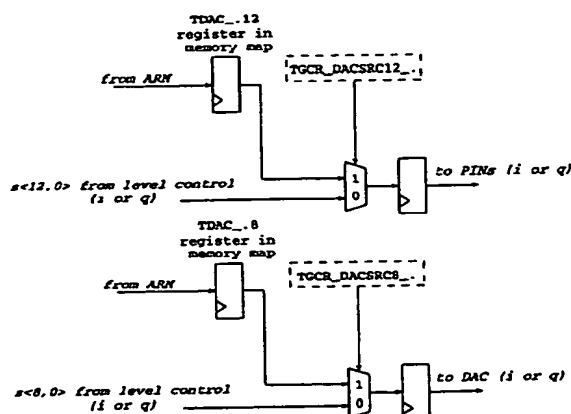 TDAC_.12
register in
memory map
TGCR_DACSRC12_.
from ARM
to PINs (i or q)
1
0
s<12.0> from level control
(i or q)
TDAC_.8
register in
memory map
TGCR_DACSRC8_.
from ARM
to DAC (i or q)
1
0
s<8,0> from level control
(i or q)